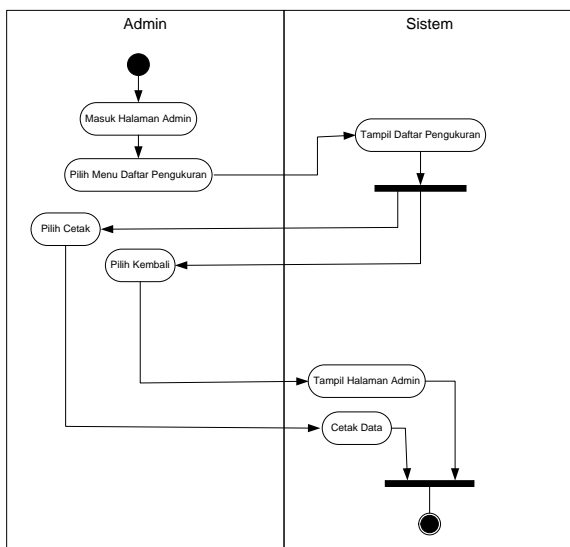 Admin
Sistem
Masuk Halaman Admin
Tampil Daftar Pengukuran
Pilih Menu Daftar Pengukuran
Pilih Cetak
Pilih Kembali
Tampil Halaman Admin
Cetak Data